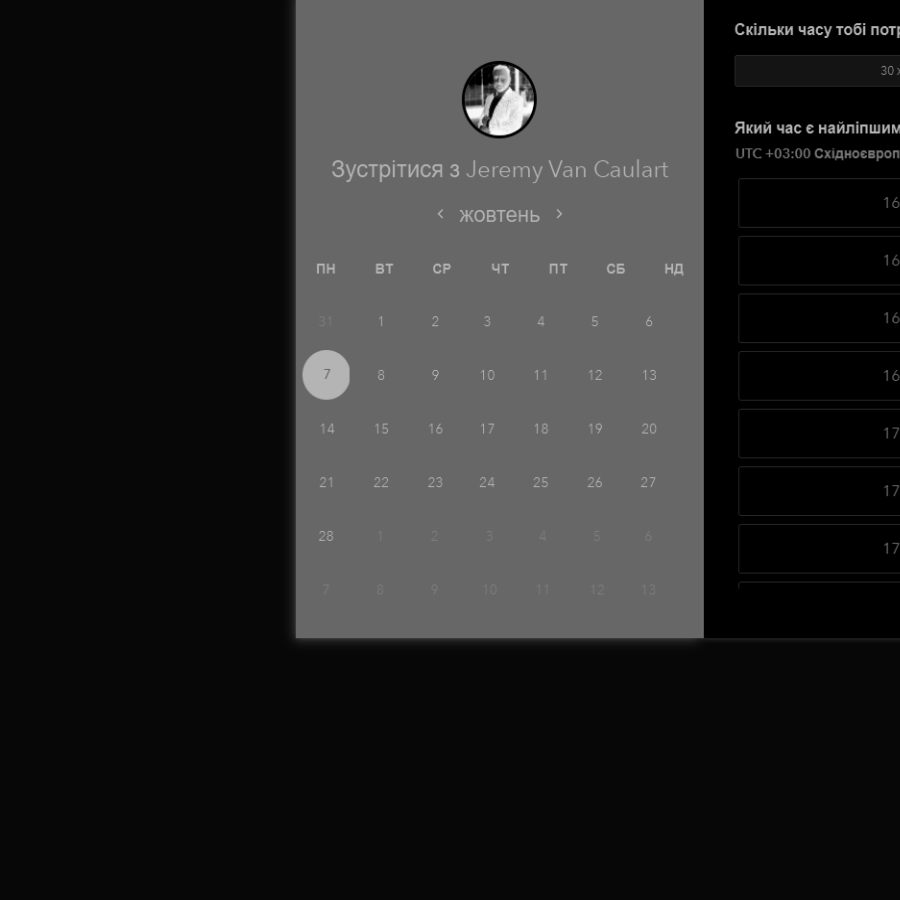 Зустрітися з Jeremy Van Caulart
‹ жовтень ›
ПН ВТ СР ЧТ ПТ СБ НД
31 1 2 3 4 5 6
7 8 9 10 11 12 13
14 15 16 17 18 19 20
21 22 23 24 25 26 27
28 1 2 3 4 5 6
7 8 9 10 11 12 13
Скільки часу тобі
30
Який час є найліпшим
UTC +03:00
16
16
16
16
17
17
17